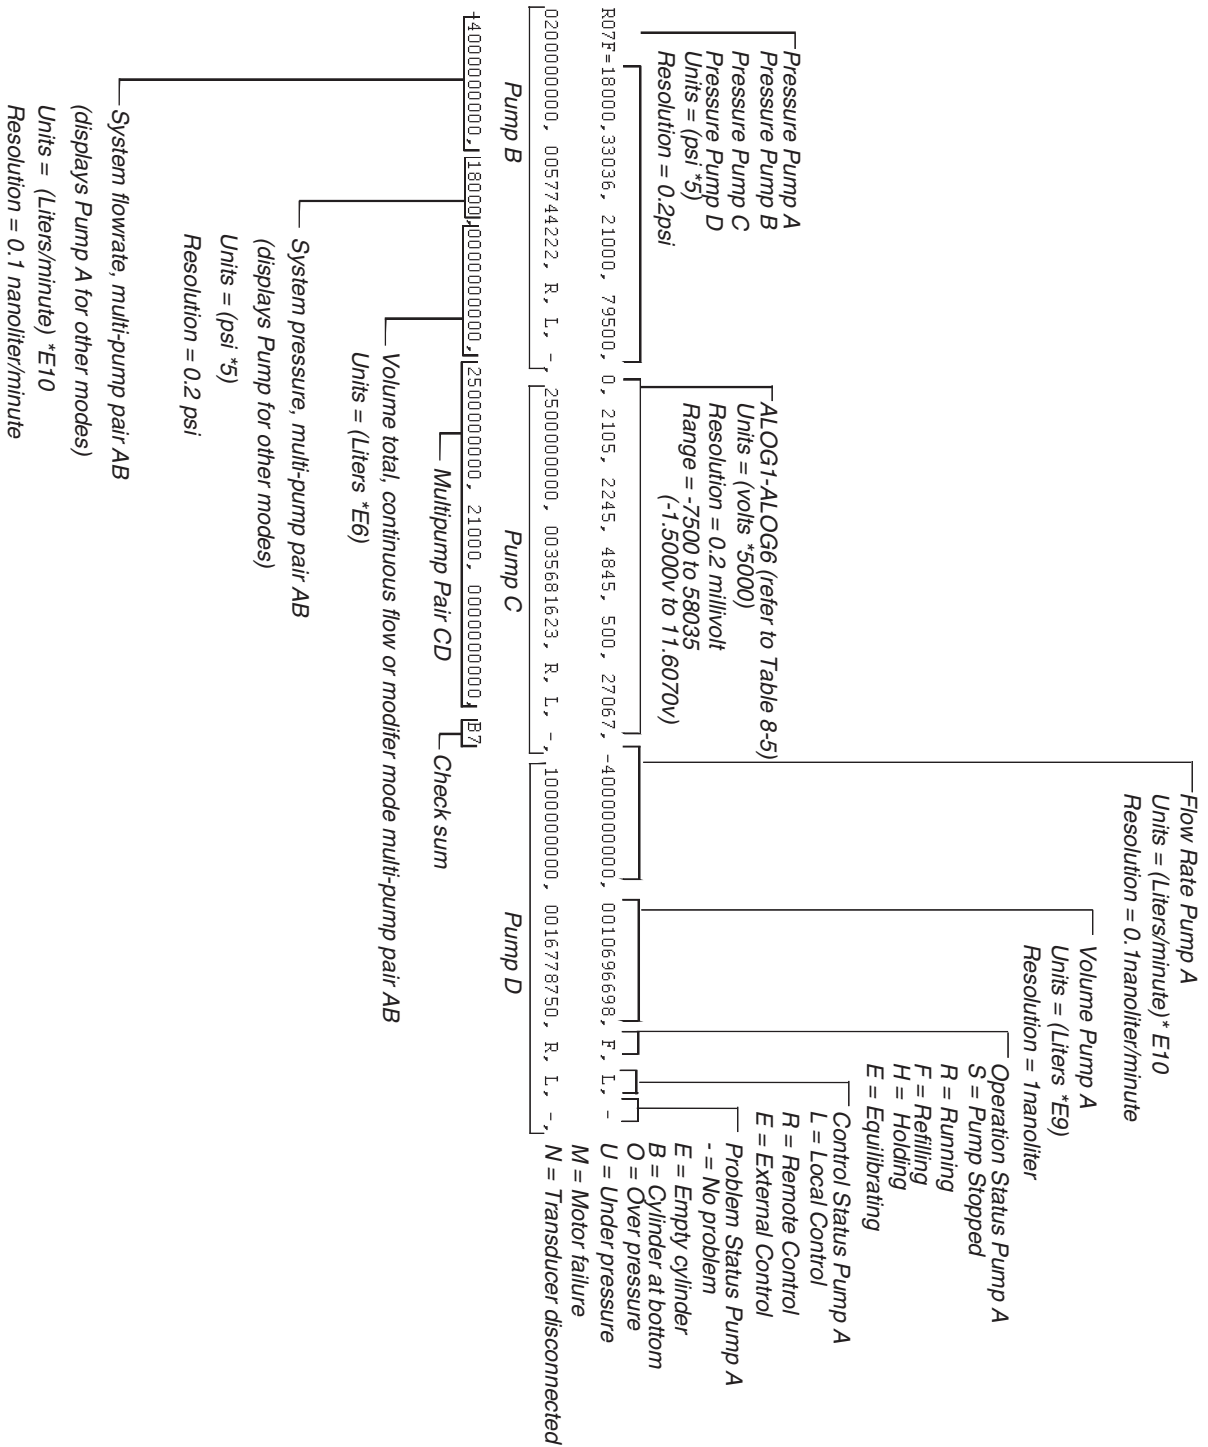 Flow Rate Pump A
Units = (Liters/minute)* E10
Resolution = 0.1nanoliter/minute
Volume Pump A
Units = (Liters *E9)
Resolution = 1nanoliter
Operation Status Pump A
S = Pump Stopped
R = Running
F = Refilling
H = Holding
E = Equilibrating
Control Status Pump A
L = Local Control
R = Remote Control
E = External Control
Problem Status Pump A
- = No problem
E = Empty cylinder
B = Cylinder at bottom
O = Over pressure
U = Under pressure
M = Motor failure
N = Transducer disconnected
Pressure Pump A
Pressure Pump B
Pressure Pump C
Pressure Pump D
Units = (psi *5)
Resolution = 0.2psi
ALOG1-ALOG6 (refer to Table 8-5)
Units = (volts *5000)
Resolution = 0.2 millivolt
Range = -7500 to 58035
(-1.5000v to 11.6070v)
R07F=18000,33036, 21000, 79500, 0, 2105, 2245, 4845, 500, 27067, -4000000000, 0010696698, F, L, -
0200000000, 0057744222, R, L, -, 2500000000, 0035681623, R, L, -, 1000000000, 0016778750, R, L, -,
Pump B
Pump C
Pump D
-4000000000, 18000,0000000000, 2500000000, 21000, 0000000000, B7
Multipump Pair CD
Check sum
Volume total, continuous flow or modifer mode multi-pump pair AB
Units = (Liters *E6)
System pressure, multi-pump pair AB
(displays Pump for other modes)
Units = (psi *5)
Resolution = 0.2 psi
System flowrate, multi-pump pair AB
(displays Pump A for other modes)
Units = (Liters/minute) *E10
Resolution = 0.1 nanoliter/minute